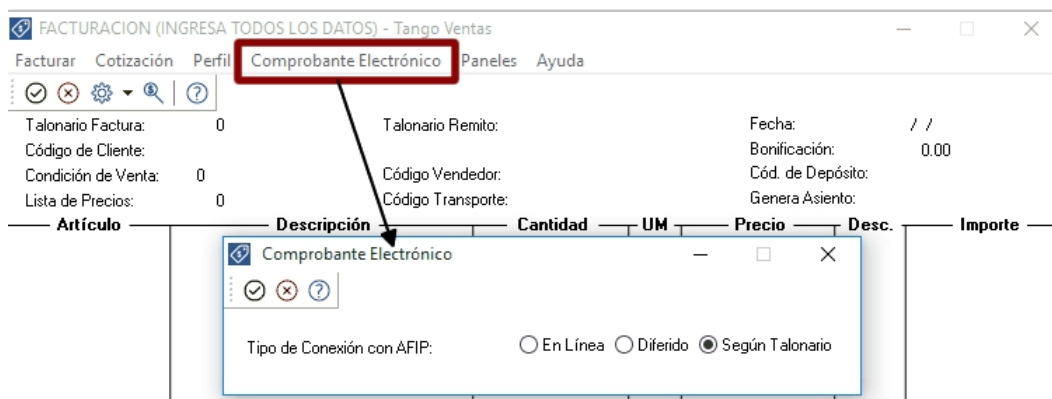 FACTURACION (INGRESA TODOS LOS DATOS) - Tango Ventas
Facturar Cotización Perfil Comprobante Electrónico Paneles Ayuda
Talonario Factura: 0 Talonario Remito: Fecha: / /
Código de Cliente: Bonificación: 0.00
Condición de Venta: 0 Código Vendedor: Cód. de Depósito:
Lista de Precios: 0 Código Transporte: Genera Asiento:
Artículo Descripción Cantidad UM Precio Desc. Importe
Comprobante Electrónico
Tipo de Conexión con AFIP: En Línea Diferido Según Talonario